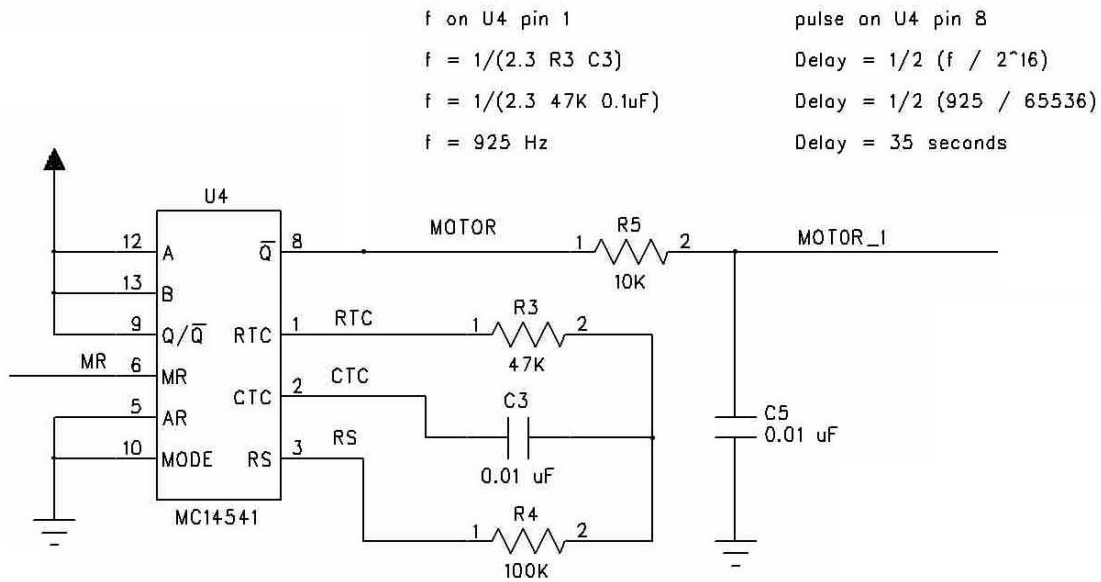 f on U4 pin 1
f = 1/(2.3 R3 C3)
f = 1/(2.3 47K 0.1uF)
f = 925 Hz
pulse on U4 pin 8
Delay = 1/2 (f / 2^16)
Delay = 1/2 (925 / 65536)
Delay = 35 seconds
U4
12 A
13 B
9 Q/Q̅
MR 6 MR
5 AR
10 MODE
Q̅ 8 MOTOR
RTC 1 RTC
CTC 2 CTC
RS 3 RS
MC14541
1 R5 2
10K
MOTOR_1
1 R3 2
47K
C3
0.01 uF
1 R4 2
100K
C5
0.01 uF